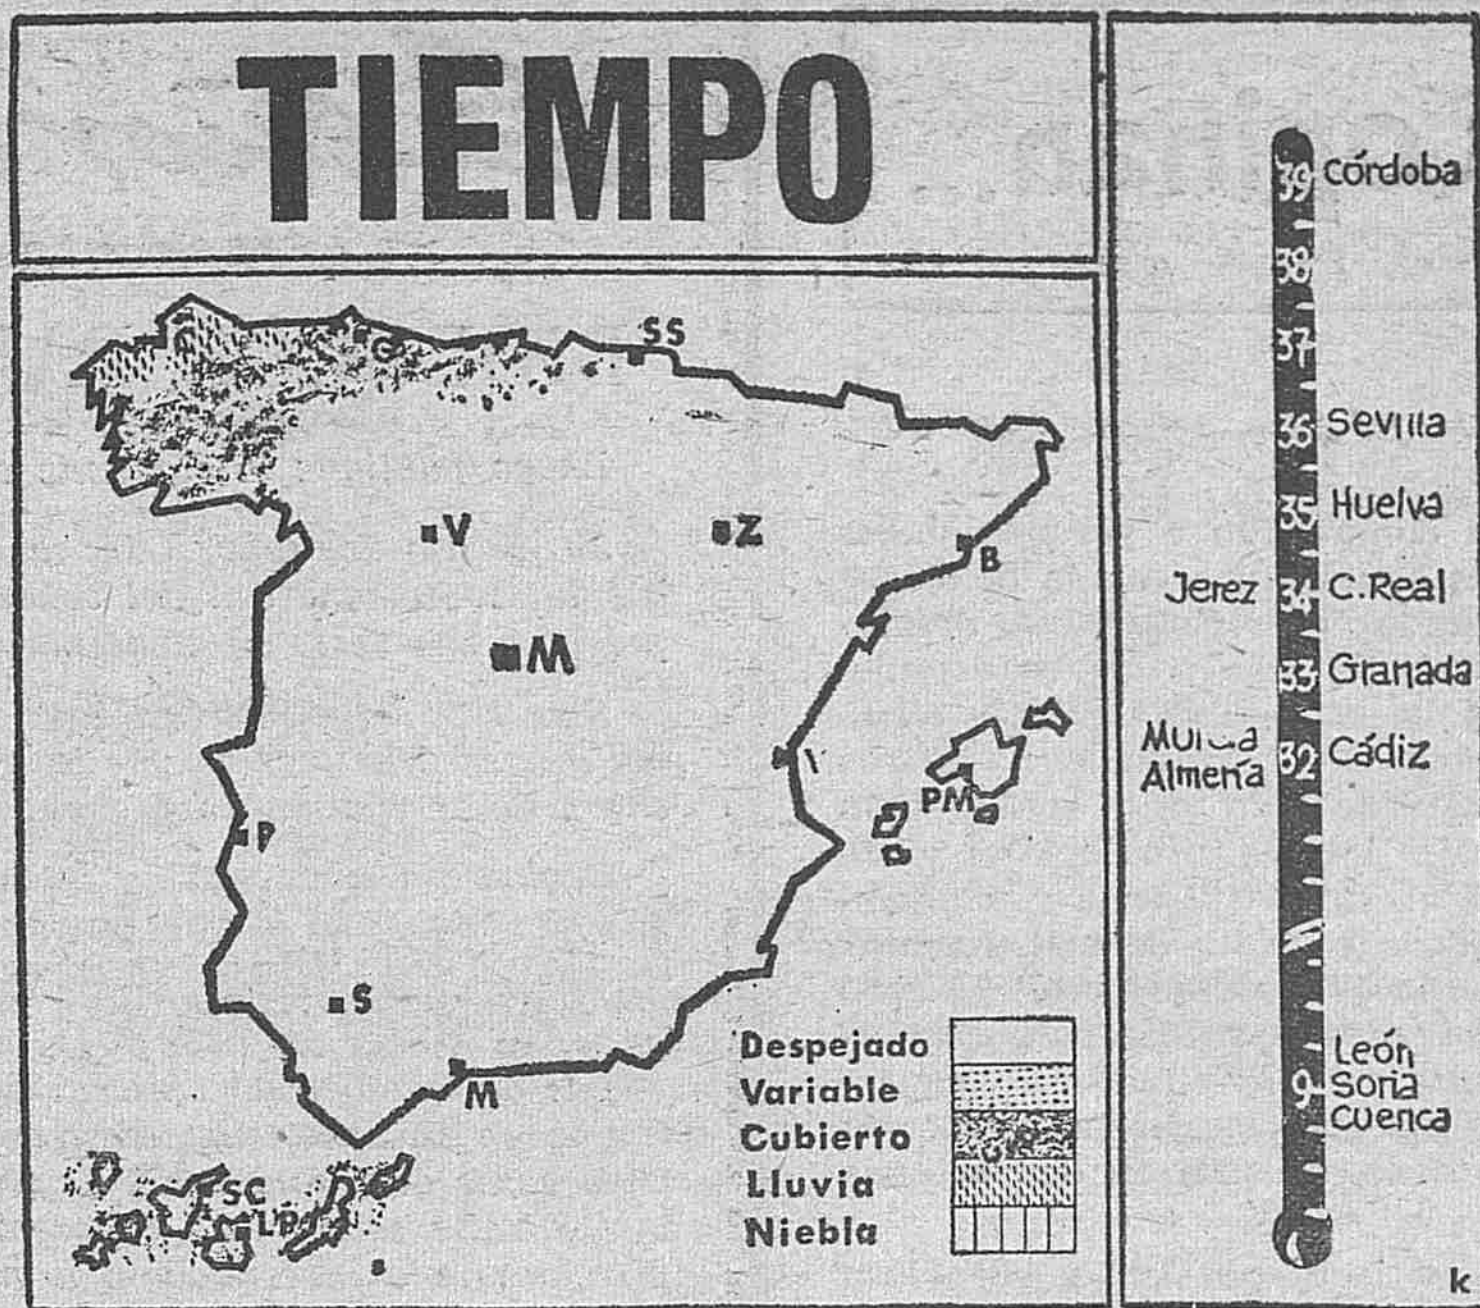 TIEMPO
SS
G
V
Z
B
M
PM
S
M
SC
LP
Despejado
Variable
Cubierto
Lluvia
Niebla
39 Córdoba
38
37
36 Sevilla
35 Huelva
Jerez 34 C.Real
33 Granada
32 Cádiz
Almería
León
9 Soria
Cuenca
k